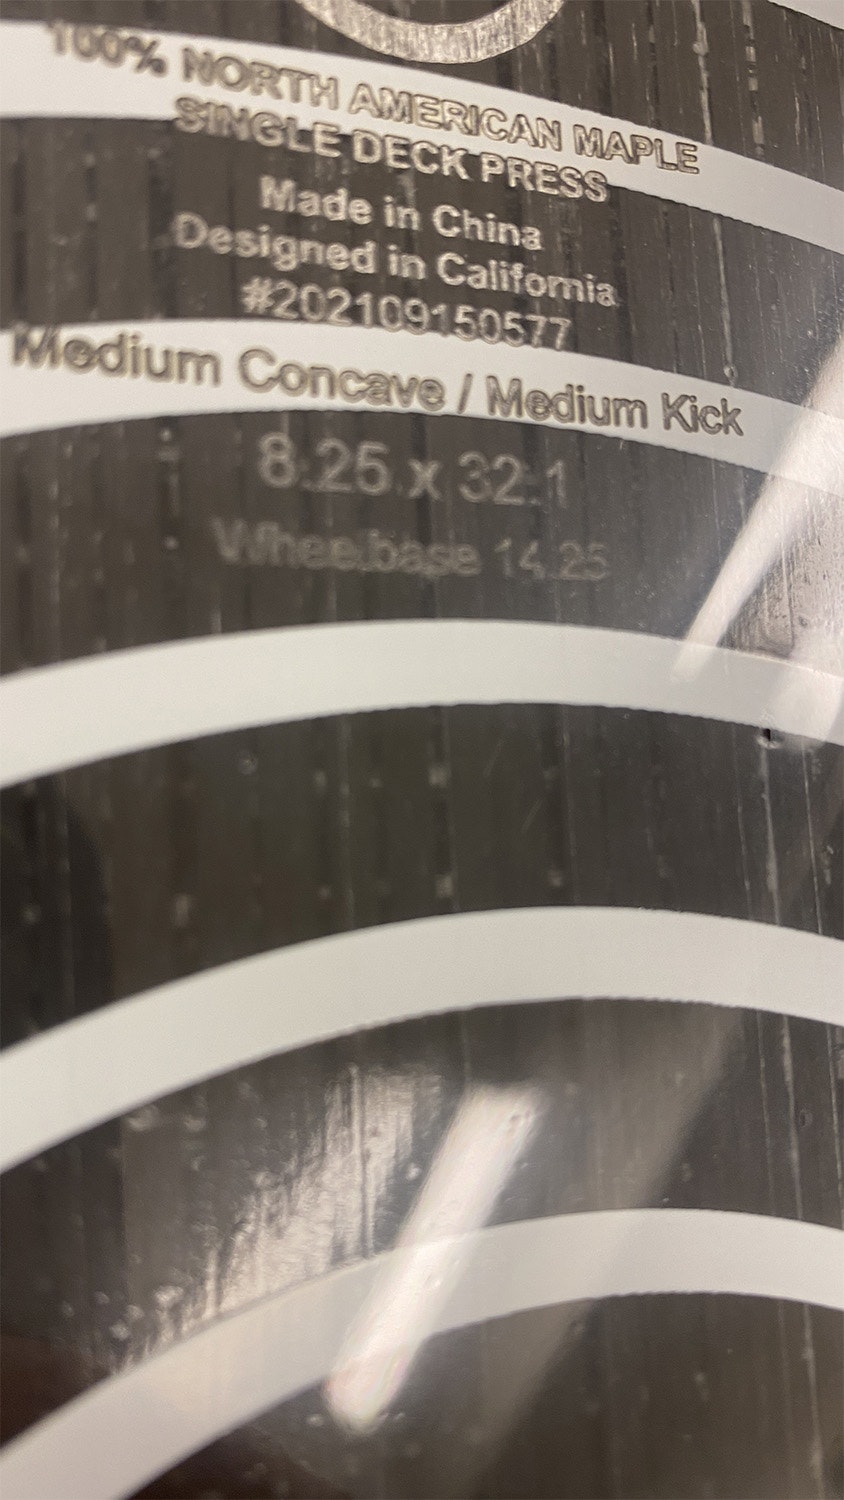 100% NORTH AMERICAN MAPLE
SINGLE DECK PRESS
Made in China
Designed in California
#202109150577
Medium Concave / Medium Kick
8.25 x 32.1
Wheelbase 14.25